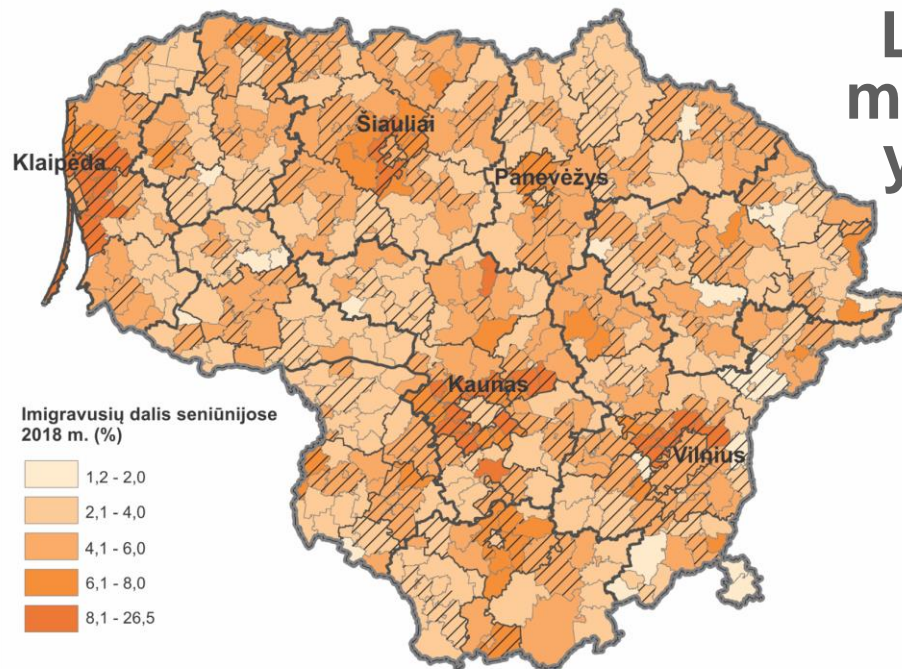 L
m
y
Šiauliai
Klaipėda
Panevėžys
Kaunas
Vilnius
Imigravusių dalis seniūnijose
2018 m. (%)
1,2 - 2,0
2,1 - 4,0
4,1 - 6,0
6,1 - 8,0
8,1 - 26,5